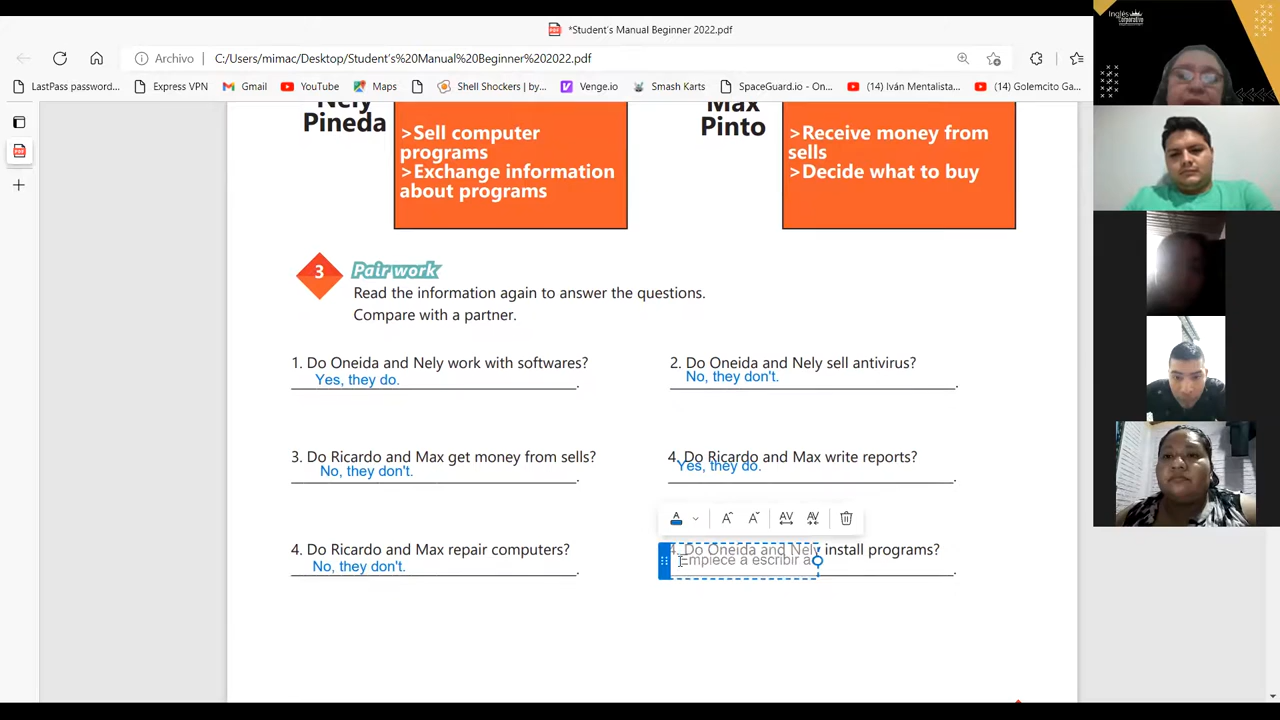 *Student's Manual Beginner 2022.pdf
Archivo
C:/Users/mimac/Desktop/Student's%20Manual%20Beginner%202022.pdf
LastPass password...
Express VPN
Gmail
YouTube
Maps
Shell Shockers | by...
Venge.io
Smash Karts
SpaceGuard.io - On...
(14) Iván Mentalista...
(14) Golemcito Ga...
Inglés
Corporativo
Nely
Pineda
>Sell computer
programs
>Exchange information
about programs
Max
Pinto
>Receive money from
sells
>Decide what to buy
3
Pair work
Read the information again to answer the questions.
Compare with a partner.
1. Do Oneida and Nely work with softwares?
Yes, they do.
2. Do Oneida and Nely sell antivirus?
No, they don't.
3. Do Ricardo and Max get money from sells?
No, they don't.
4. Do Ricardo and Max write reports?
Yes, they do.
4. Do Ricardo and Max repair computers?
No, they don't.
4. Do Oneida and Nely install programs?
Empiece a escribir a